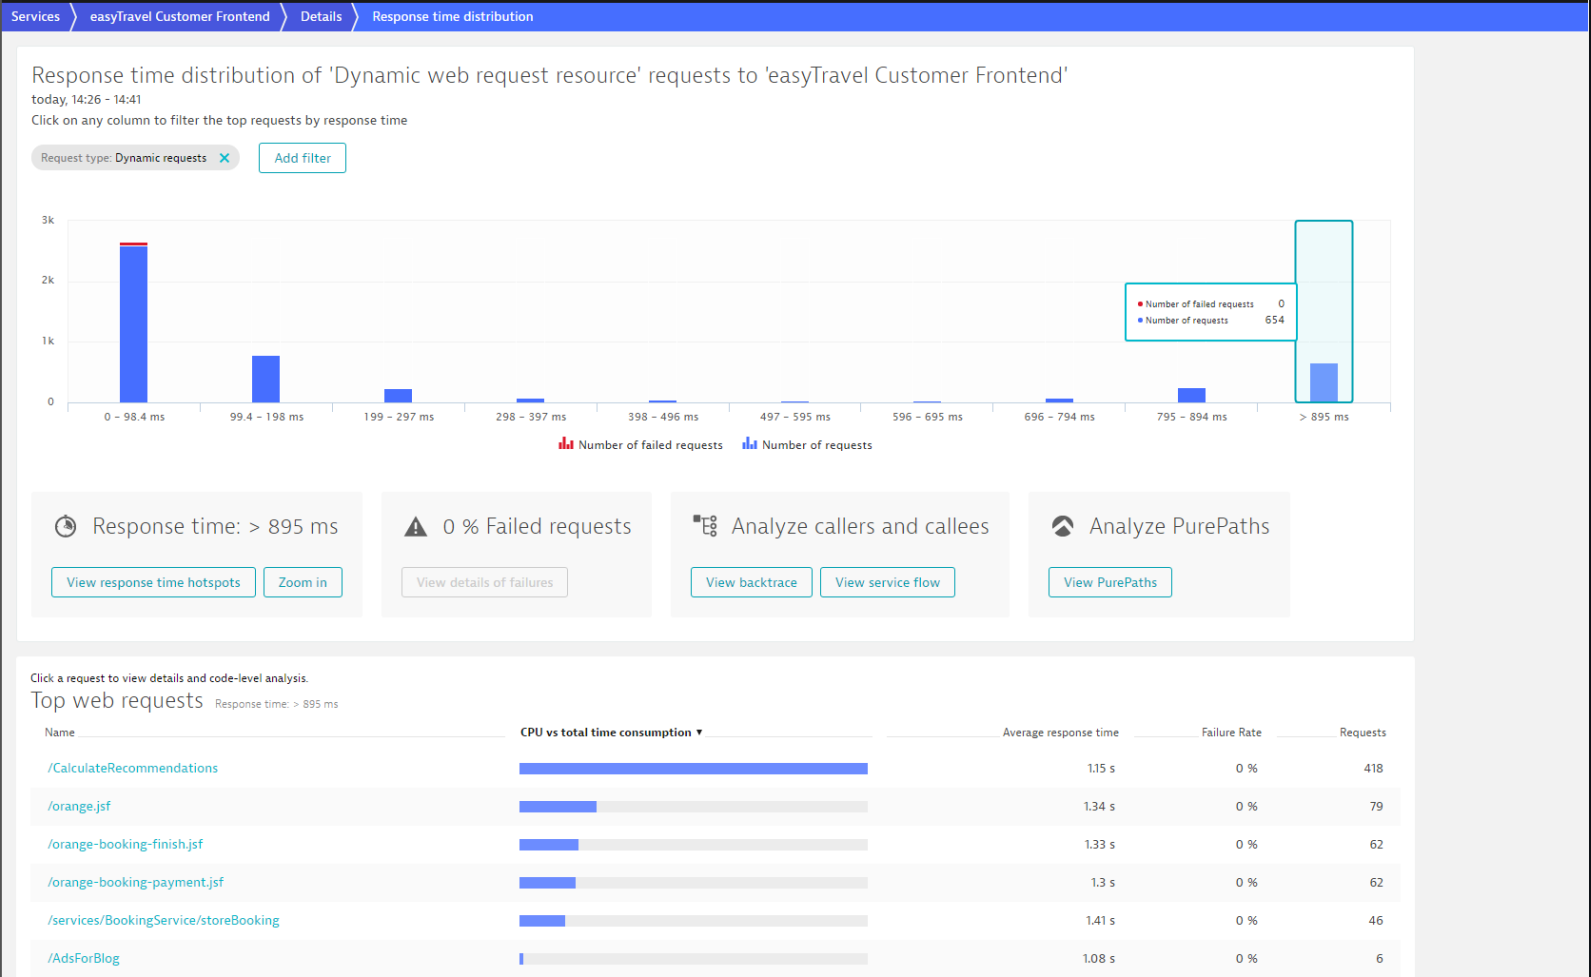 Services easyTravel Customer Frontend Details Response time distribution
Response time distribution of 'Dynamic web request resource' requests to 'easyTravel Customer Frontend'
today, 14:26 - 14:41
Click on any column to filter the top requests by response time
Request type: Dynamic requests ✕ Add filter
3k
2k
1k
0
Number of failed requests 0
Number of requests 654
0 – 98.4 ms 99.4 – 198 ms 199 – 297 ms 298 – 397 ms 398 – 496 ms 497 – 595 ms 596 – 695 ms 696 – 794 ms 795 – 894 ms > 895 ms
Number of failed requests Number of requests
Response time: > 895 ms
View response time hotspots Zoom in
0 % Failed requests
View details of failures
Analyze callers and callees
View backtrace View service flow
Analyze PurePaths
View PurePaths
Click a request to view details and code-level analysis.
Top web requests Response time: > 895 ms
Name CPU vs total time consumption ▼ Average response time Failure Rate Requests
/CalculateRecommendations 1.15 s 0 % 418
/orange.jsf 1.34 s 0 % 79
/orange-booking-finish.jsf 1.33 s 0 % 62
/orange-booking-payment.jsf 1.3 s 0 % 62
/services/BookingService/storeBooking 1.41 s 0 % 46
/AdsForBlog 1.08 s 0 % 6